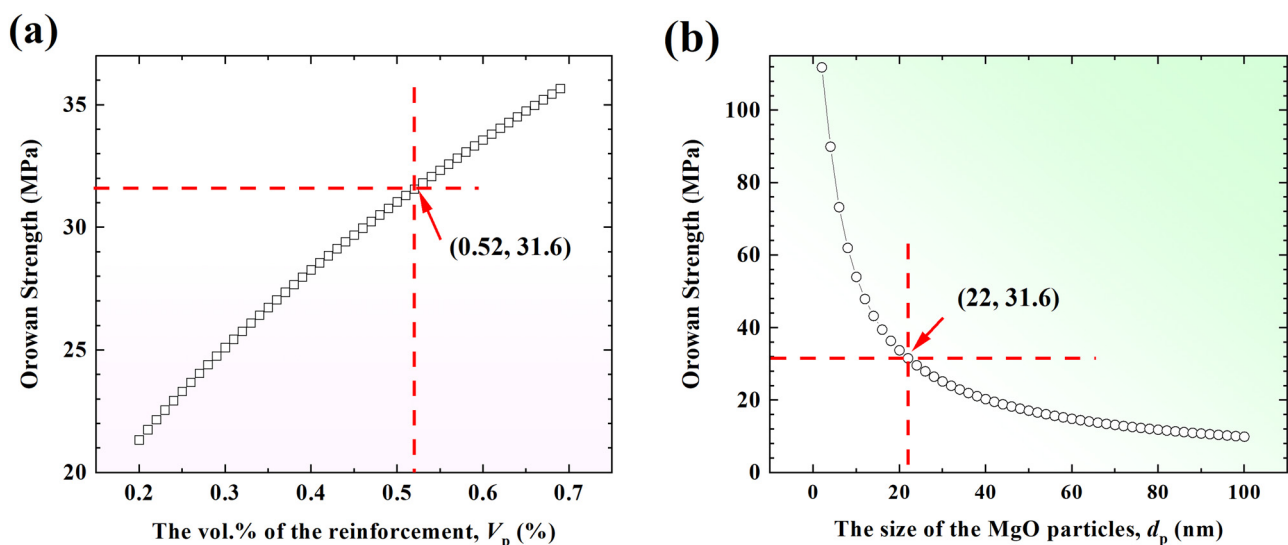 (a)
Orowan Strength (MPa)
35
30
25
20
(0.52, 31.6)
0.2 0.3 0.4 0.5 0.6 0.7
The vol.% of the reinforcement, Vp (%)
(b)
Orowan Strength (MPa)
120
100
80
60
40
20
0
(22, 31.6)
0 20 40 60 80 100
The size of the MgO particles, dp (nm)